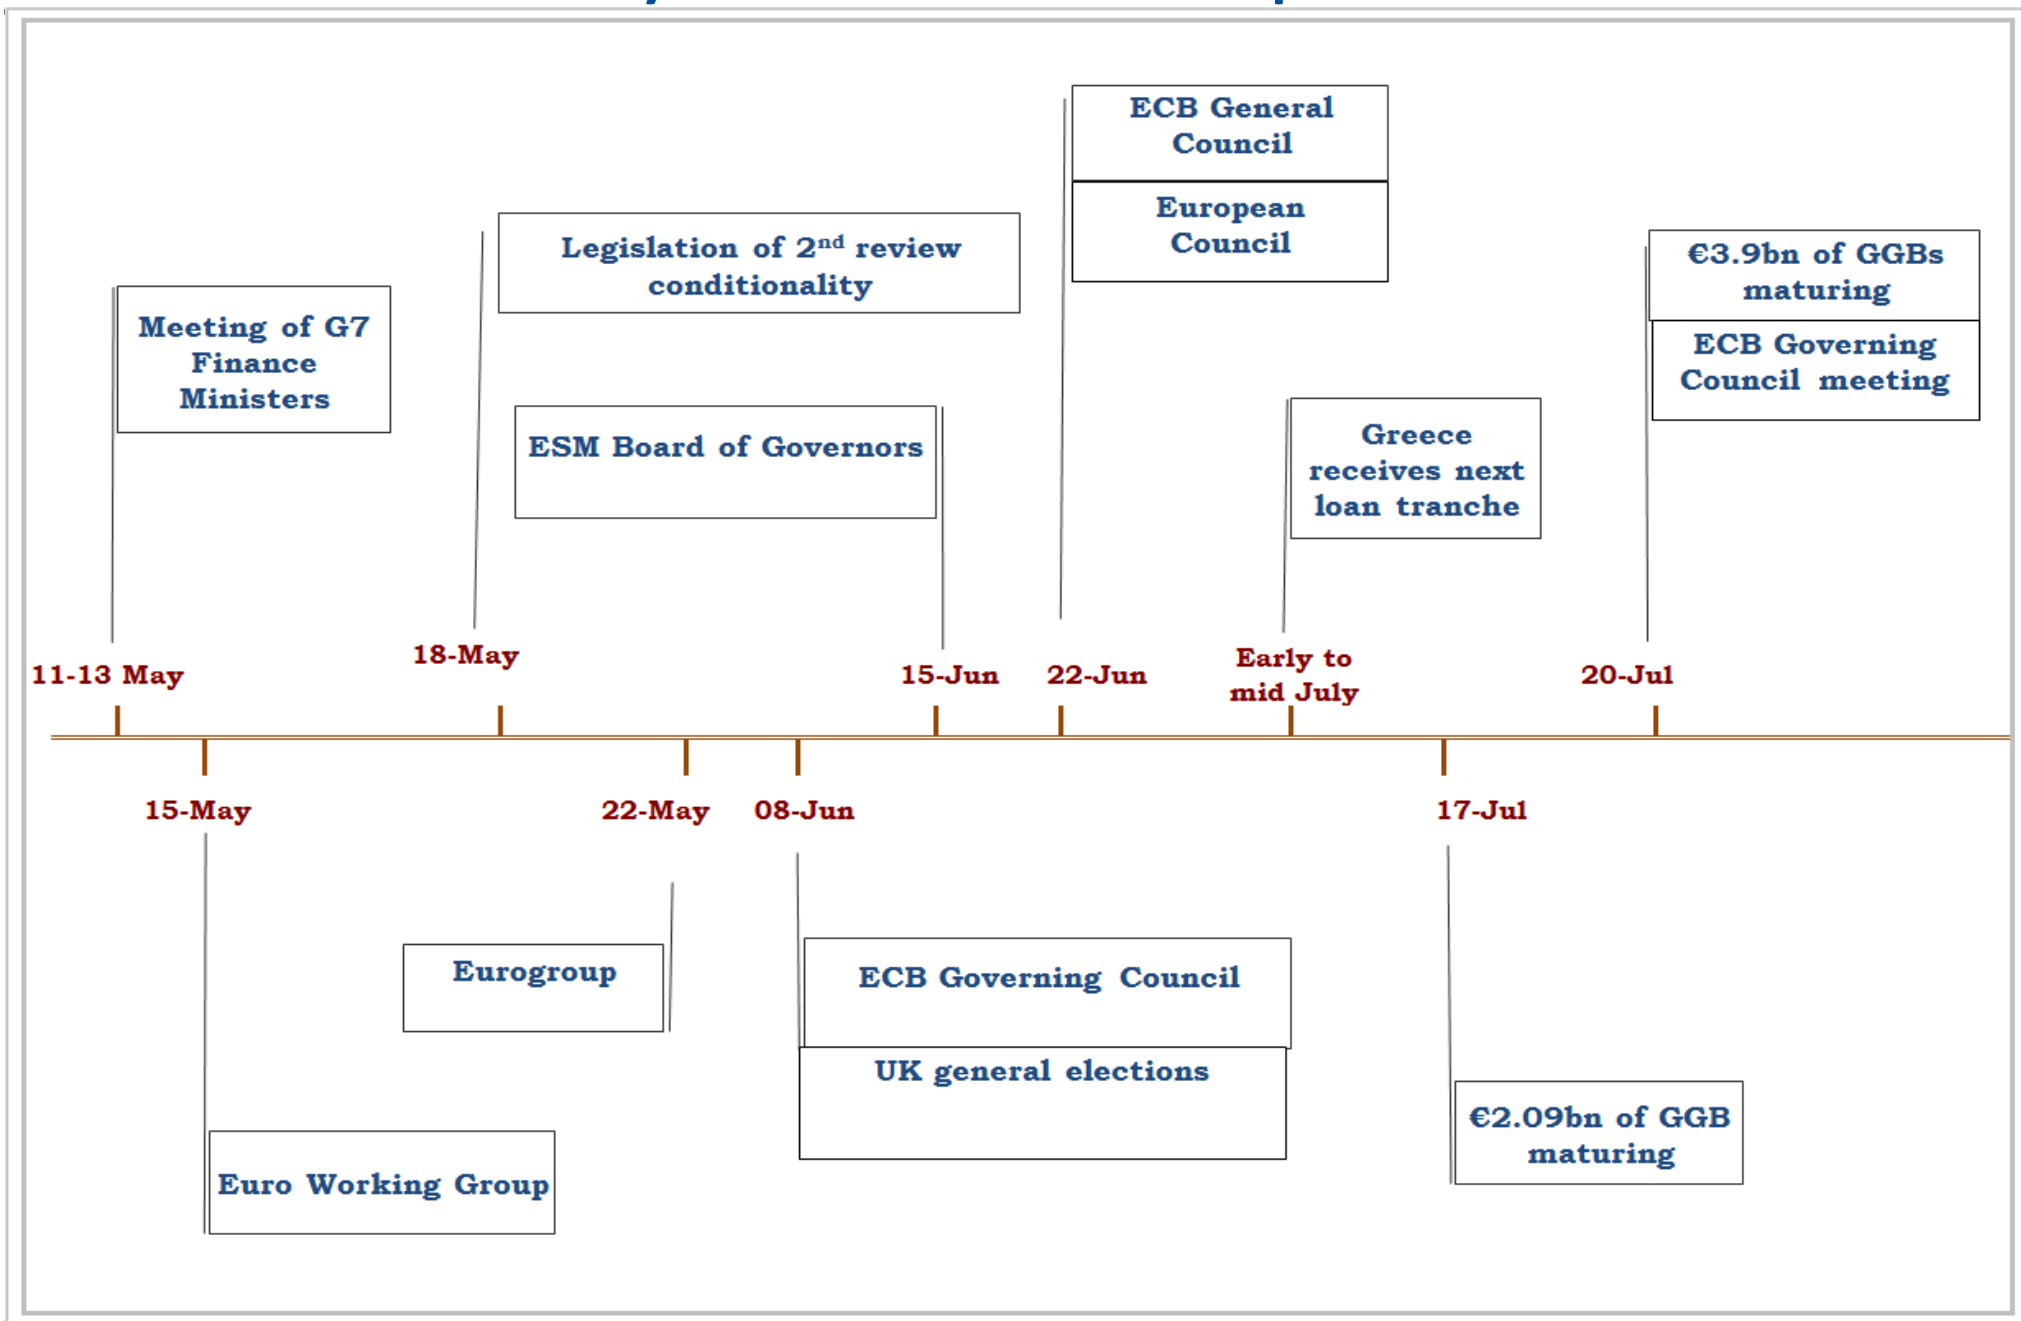 ECB General
Council
European
Council
Legislation of 2nd review
conditionality
€3.9bn of GGBs
maturing
ECB Governing
Council meeting
Meeting of G7
Finance
Ministers
ESM Board of Governors
Greece
receives next
loan tranche
11-13 May
18-May
15-Jun
22-Jun
Early to
mid July
20-Jul
15-May
22-May
08-Jun
17-Jul
Eurogroup
ECB Governing Council
UK general elections
€2.09bn of GGB
maturing
Euro Working Group